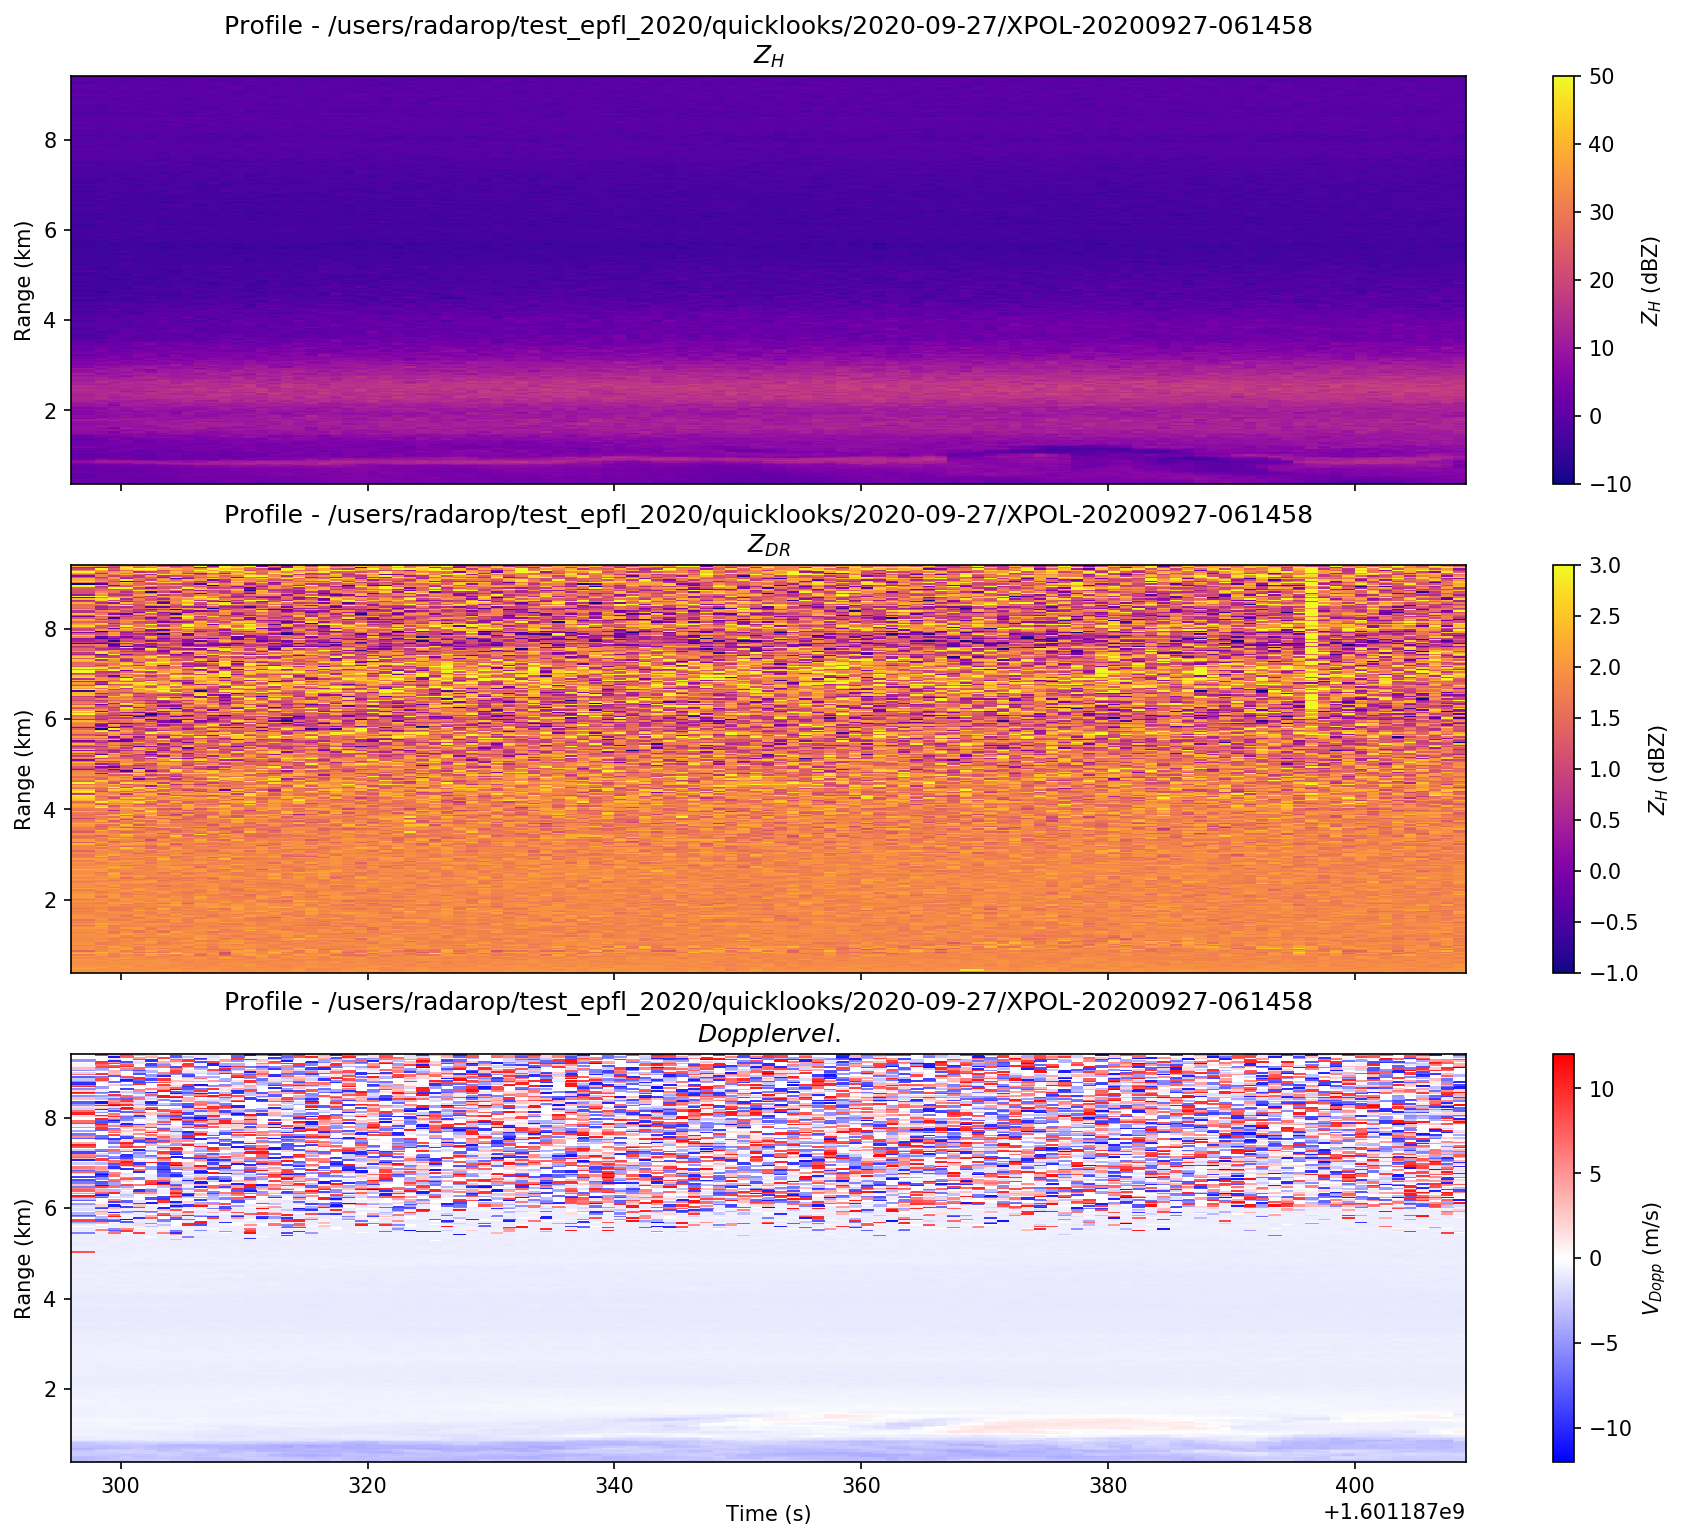 Profile - /users/radarop/test_epfl_2020/quicklooks/2020-09-27/XPOL-20200927-061458
Z_H
8
6
4
2
Range (km)
50
40
30
20
10
0
−10
Z_H (dBZ)
Profile - /users/radarop/test_epfl_2020/quicklooks/2020-09-27/XPOL-20200927-061458
Z_DR
8
6
4
2
Range (km)
3.0
2.5
2.0
1.5
1.0
0.5
0.0
−0.5
−1.0
Z_H (dBZ)
Profile - /users/radarop/test_epfl_2020/quicklooks/2020-09-27/XPOL-20200927-061458
Dopplervel.
8
6
4
2
Range (km)
10
5
0
−5
−10
V_Dopp (m/s)
300 320 340 360 380 400
Time (s)
+1.601187e9